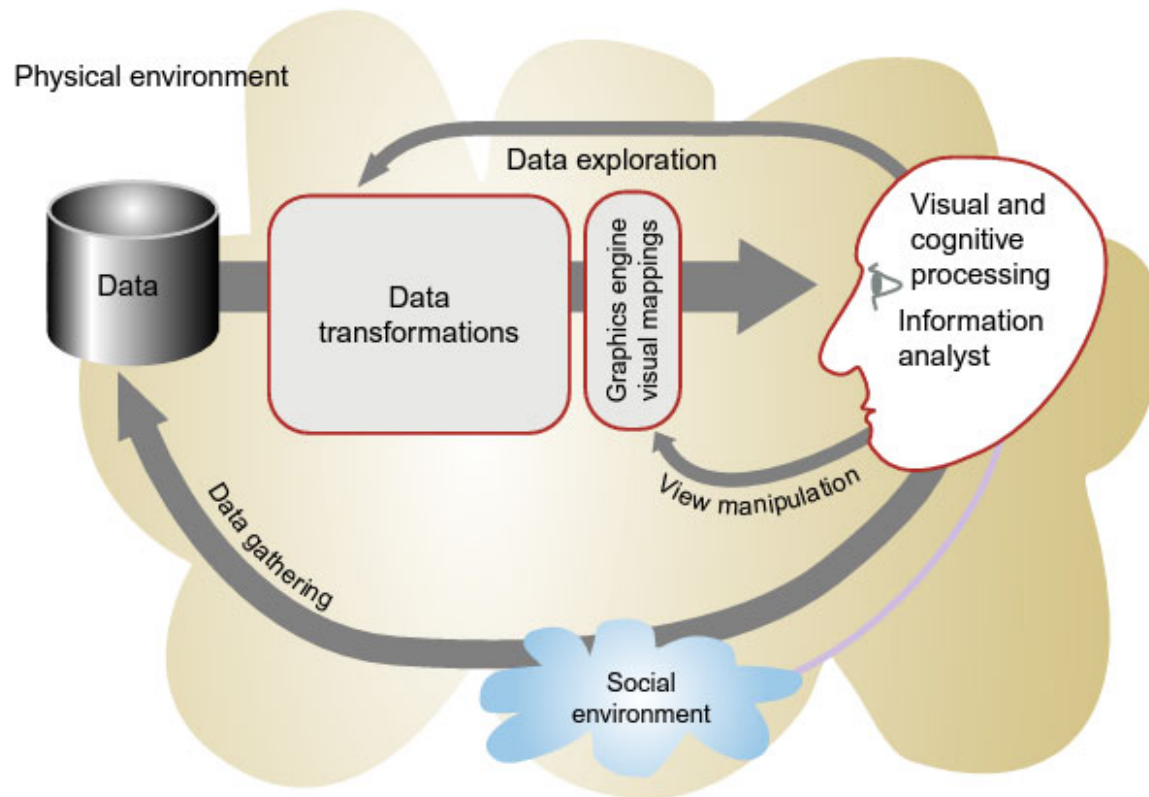 Physical environment
Data exploration
Data
Data
transformations
Graphics engine
visual mappings
Visual and
cognitive
processing
Information
analyst
View manipulation
Data gathering
Social
environment